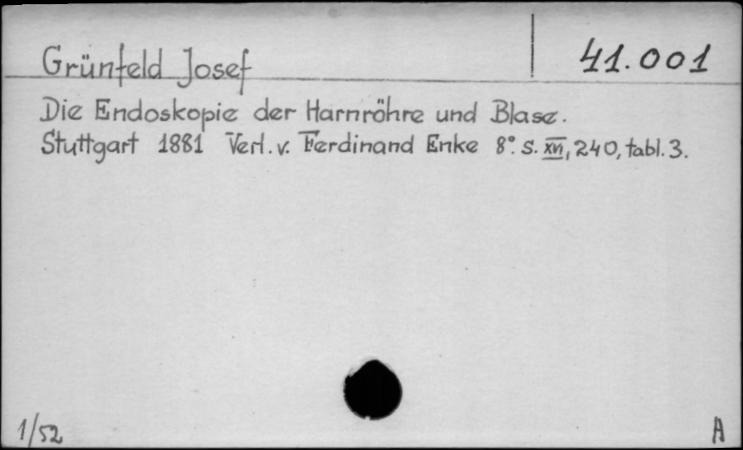 Grünfeld Josef 41.001
Die Endoskopie der Harnröhre und Blase.
Stuttgart 1881 Verl. v. Ferdinand Enke 8° S. XVI, 240, tabl. 3.
1/52 A